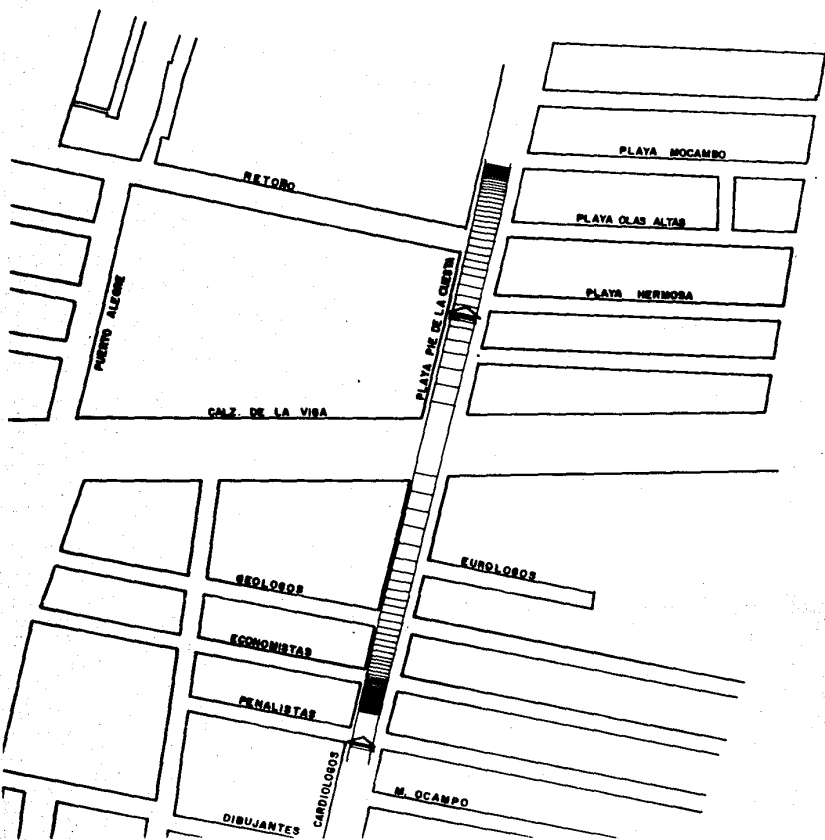 PLAYA MOCAMBO
RETORO
PLAYA OLAS ALTAS
PUERTO ALEGRE
PLAYA PIE DE LA CUESTA
PLAYA HERMOSA
CALZ. DE LA VIGA
EUROLOGOS
GEOLOGOS
ECONOMISTAS
PENALISTAS
CARDIOLOGOS
M. OCAMPO
DIBUJANTES